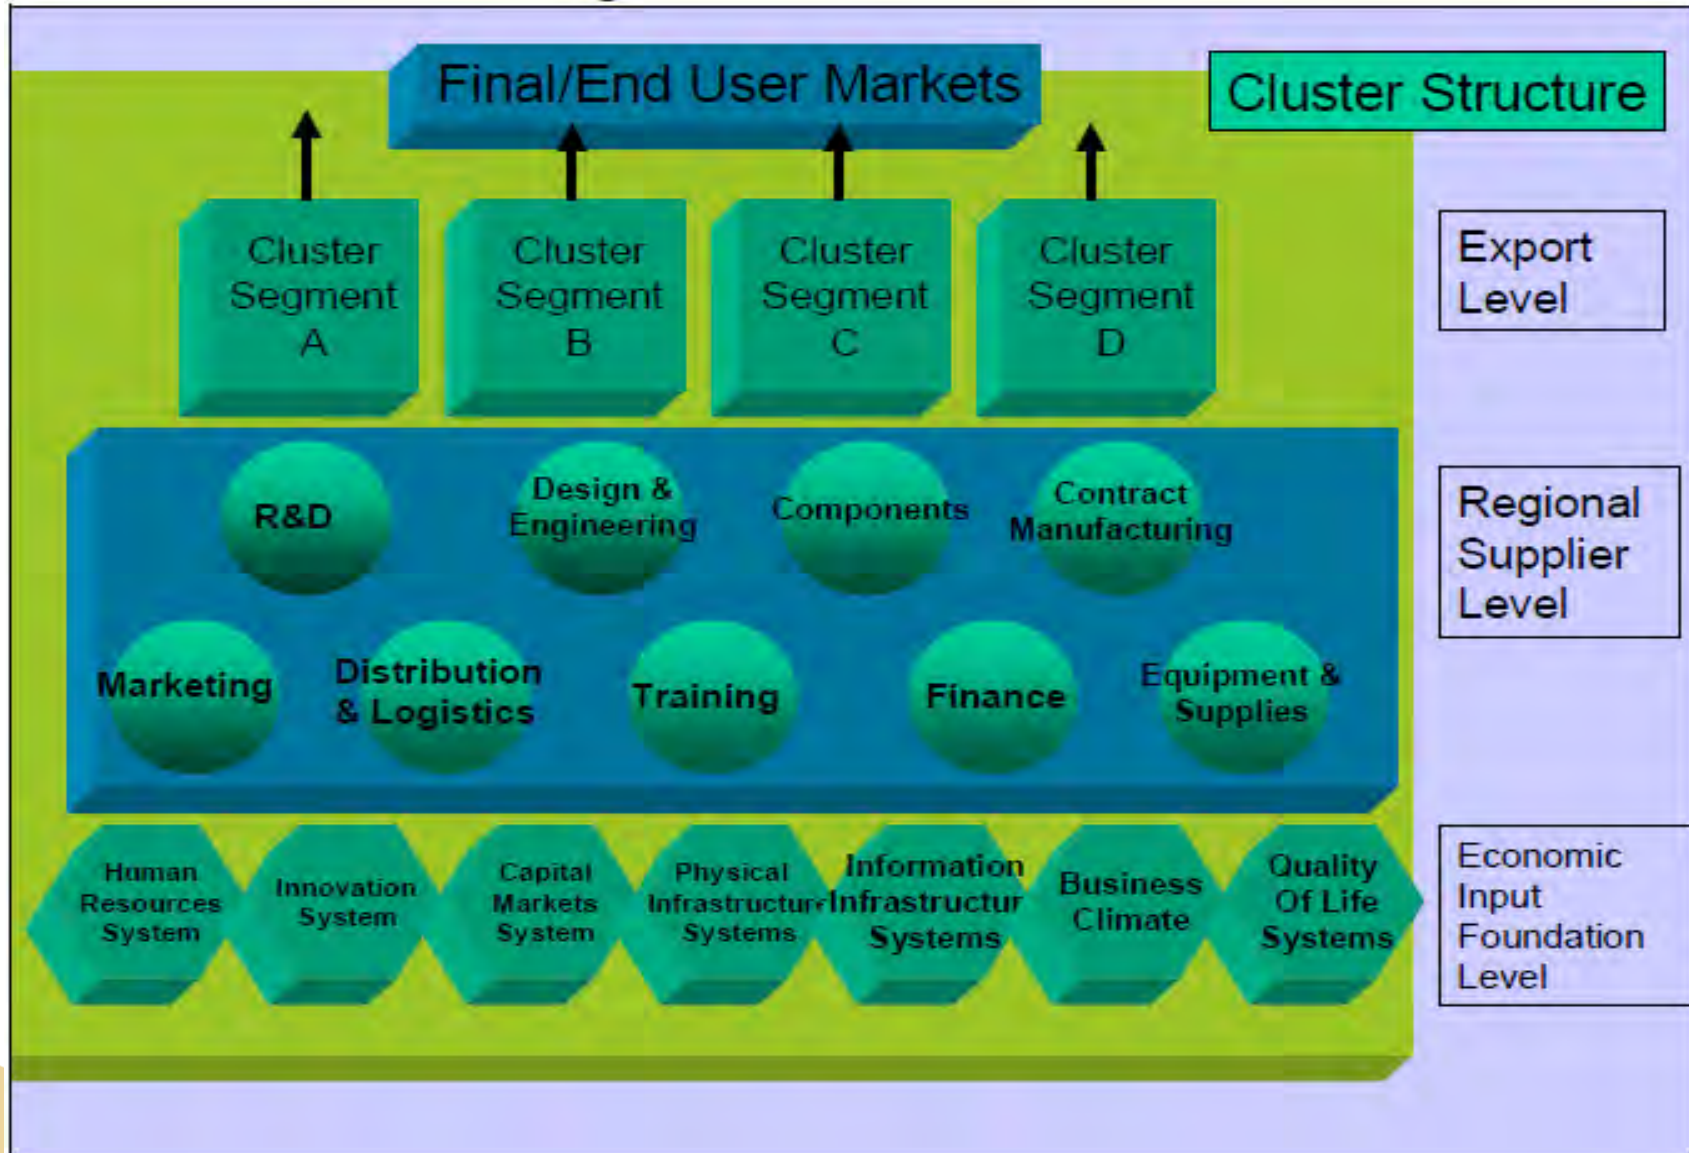 Final/End User Markets
Cluster Structure
Cluster
Segment
A
Cluster
Segment
B
Cluster
Segment
C
Cluster
Segment
D
Export
Level
R&D
Design &
Engineering
Components
Contract
Manufacturing
Regional
Supplier
Level
Marketing
Distribution
& Logistics
Training
Finance
Equipment &
Supplies
Human
Resources
System
Innovation
System
Capital
Markets
System
Physical
Infrastructure
Systems
Information
Infrastructur
Systems
Business
Climate
Quality
Of Life
Systems
Economic
Input
Foundation
Level